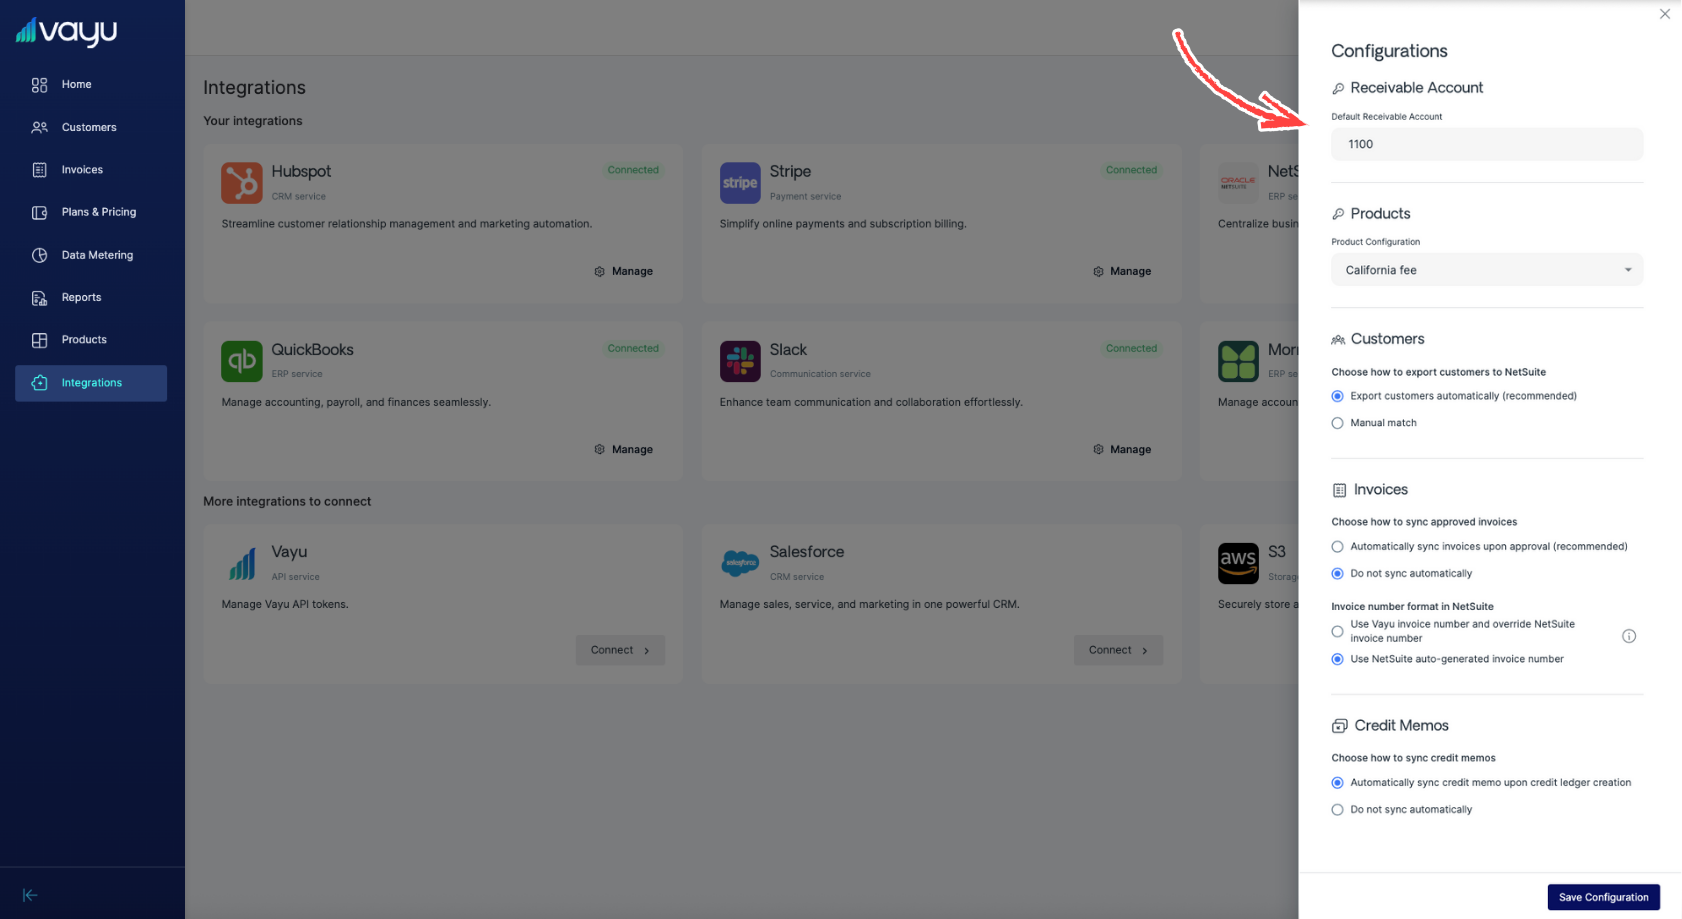 vayu
Home
Customers
Invoices
Plans & Pricing
Data Metering
Reports
Products
Integrations
Integrations
Your integrations
Hubspot
Connected
CRM service
Streamline customer relationship management and marketing automation.
Manage
stripe
Stripe
Connected
Payment service
Simplify online payments and subscription billing.
Manage
ORACLE
NETSUITE
NetS
ERP se
Centralize busin
qb
QuickBooks
Connected
ERP service
Manage accounting, payroll, and finances seamlessly.
Manage
Slack
Connected
Communication service
Enhance team communication and collaboration effortlessly.
Manage
Morn
ERP se
Manage accoun
More integrations to connect
Vayu
API service
Manage Vayu API tokens.
Connect
salesforce
Salesforce
CRM service
Manage sales, service, and marketing in one powerful CRM.
Connect
aws
S3
Storag
Securely store a
Configurations
Receivable Account
Default Receivable Account
1100
Products
Product Configuration
California fee
Customers
Choose how to export customers to NetSuite
Export customers automatically (recommended)
Manual match
Invoices
Choose how to sync approved invoices
Automatically sync invoices upon approval (recommended)
Do not sync automatically
Invoice number format in NetSuite
Use Vayu invoice number and override NetSuite
invoice number
Use NetSuite auto-generated invoice number
Credit Memos
Choose how to sync credit memos
Automatically sync credit memo upon credit ledger creation
Do not sync automatically
Save Configuration